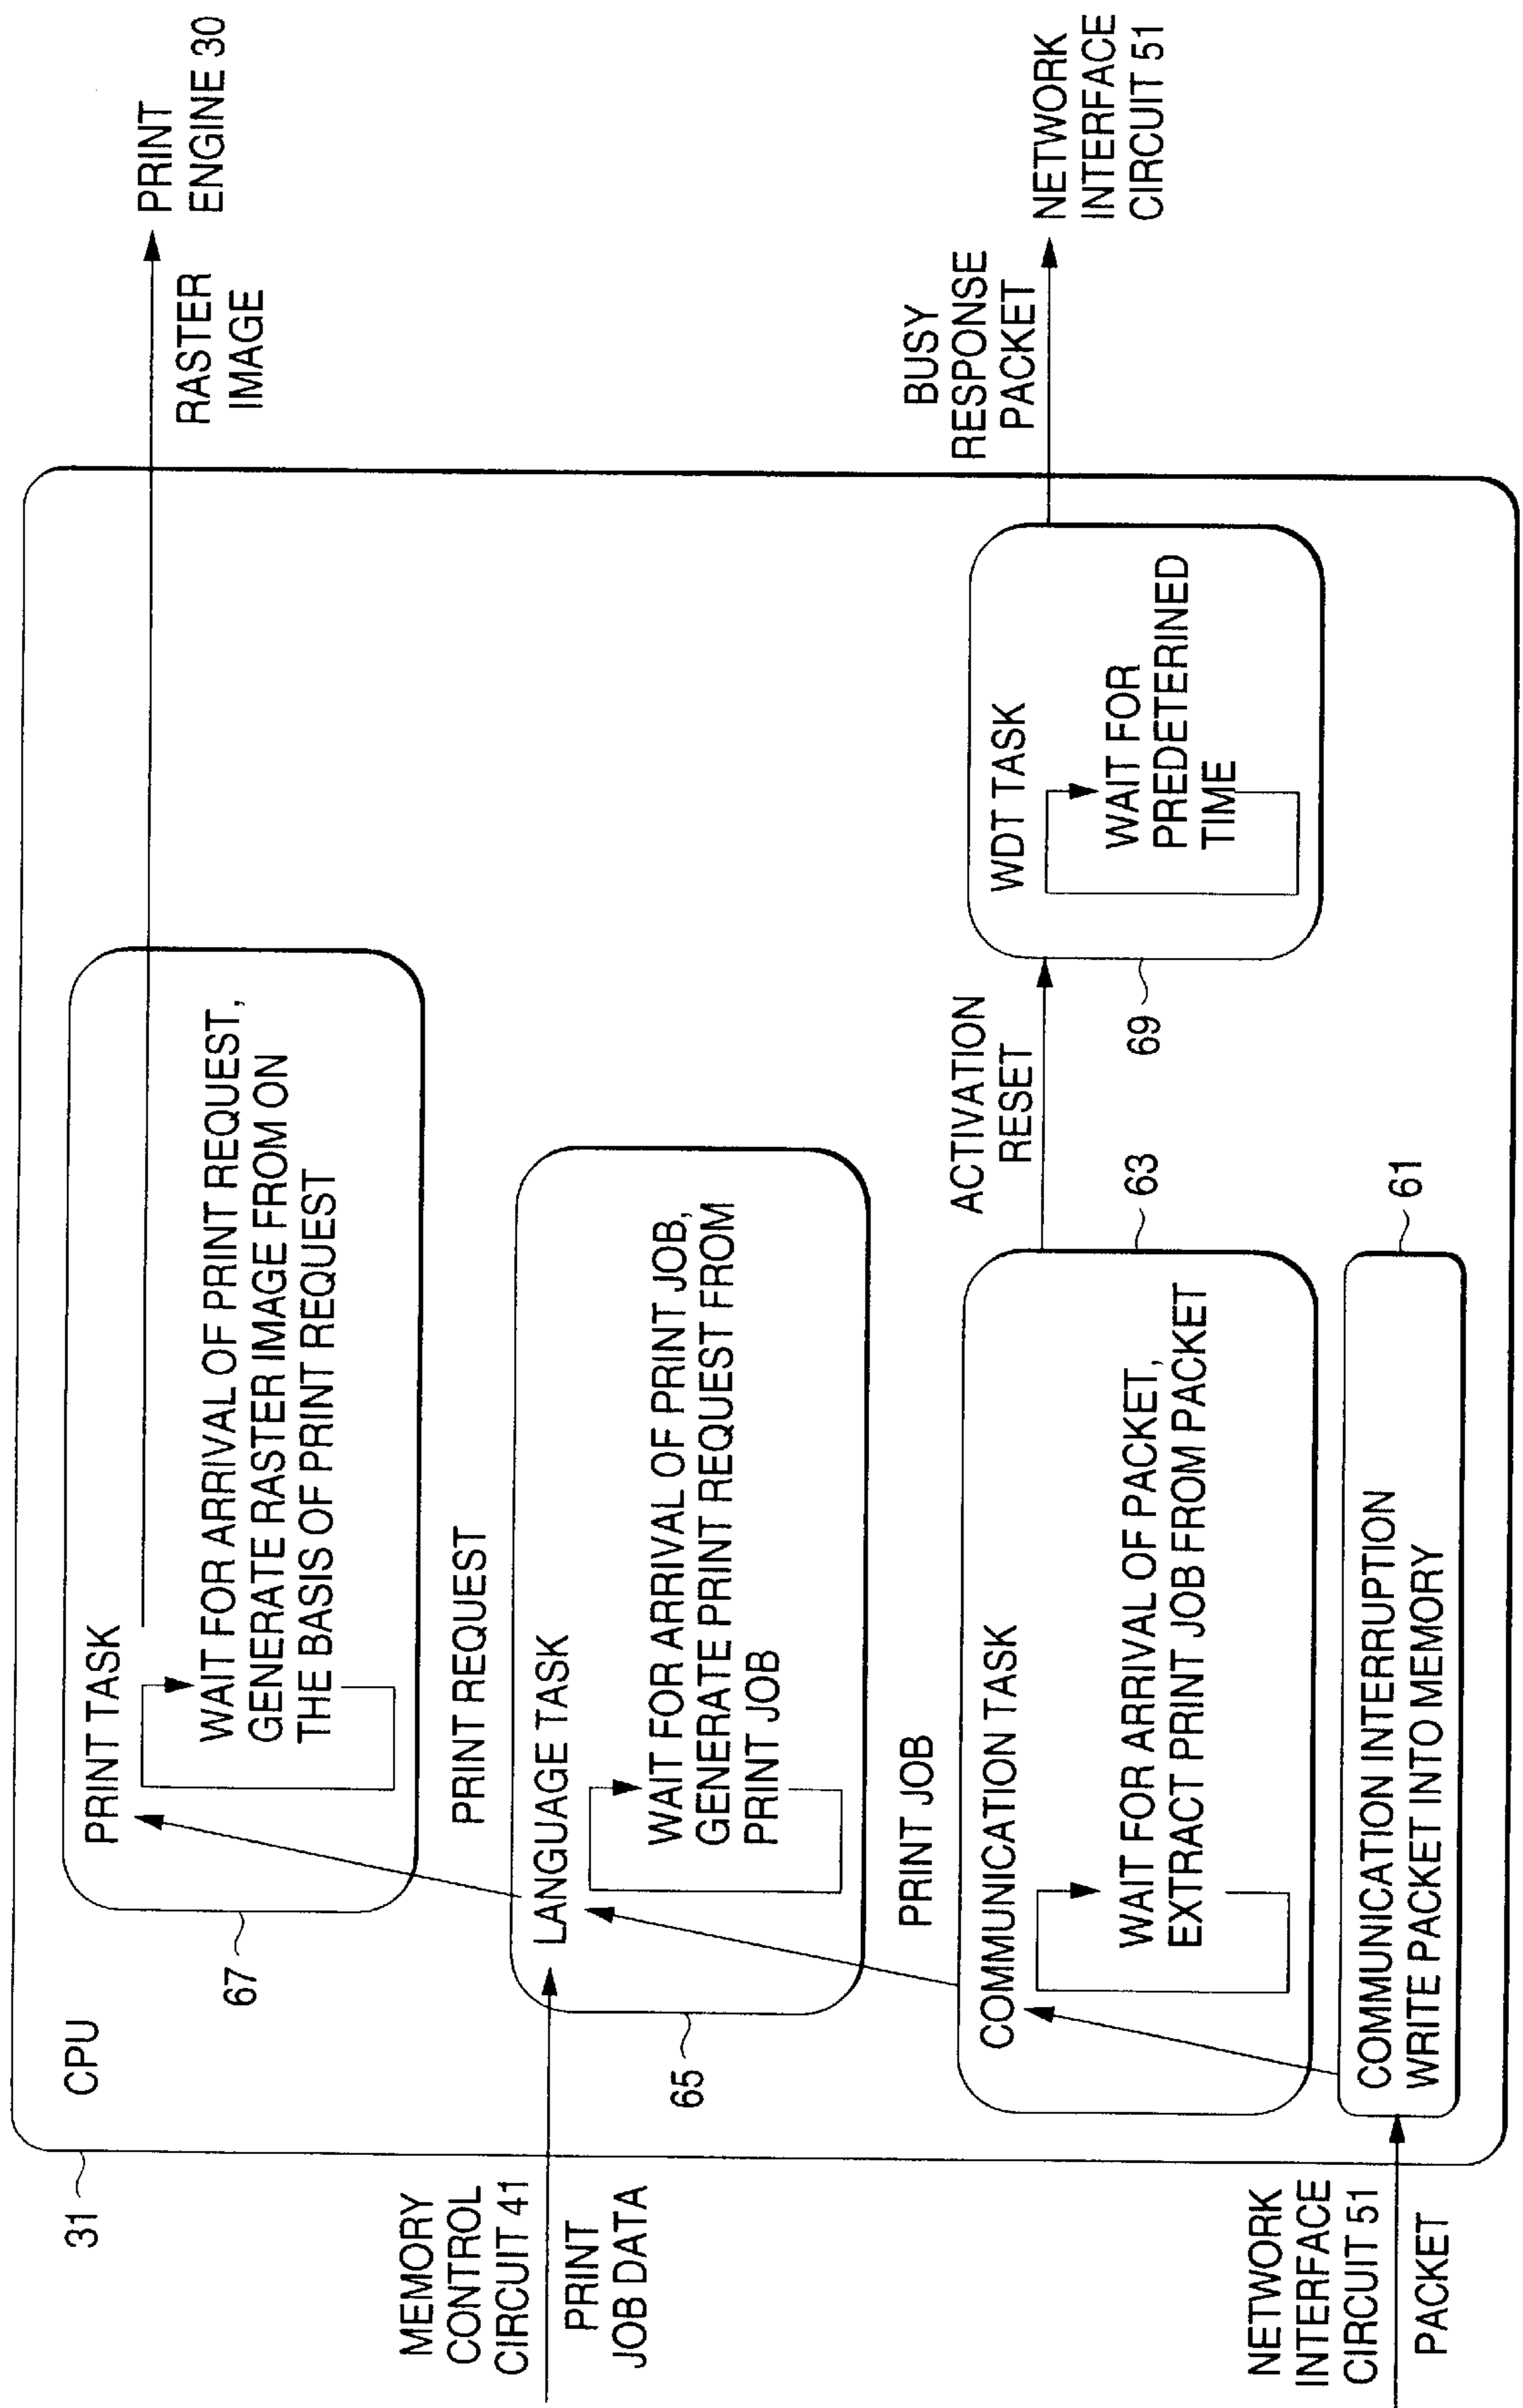 31
CPU
67
PRINT TASK
WAIT FOR ARRIVAL OF PRINT REQUEST,
GENERATE RASTER IMAGE FROM ON
THE BASIS OF PRINT REQUEST
RASTER
IMAGE
PRINT
ENGINE 30
PRINT REQUEST
MEMORY
CONTROL
CIRCUIT 41
PRINT
JOB DATA
65
LANGUAGE TASK
WAIT FOR ARRIVAL OF PRINT JOB,
GENERATE PRINT REQUEST FROM
PRINT JOB
PRINT JOB
COMMUNICATION TASK
WAIT FOR ARRIVAL OF PACKET,
EXTRACT PRINT JOB FROM PACKET
63
ACTIVATION
RESET
WDT TASK
WAIT FOR
PREDETERINED
TIME
69
BUSY
RESPONSE
PACKET
NETWORK
INTERFACE
CIRCUIT 51
NETWORK
INTERFACE
CIRCUIT 51
PACKET
COMMUNICATION INTERRUPTION
WRITE PACKET INTO MEMORY
61